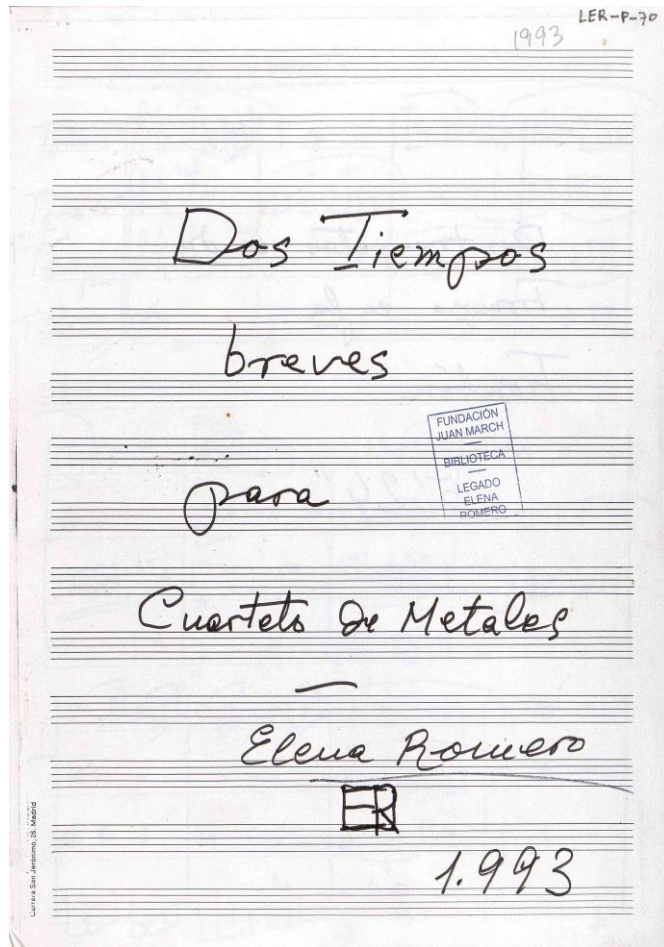 LER-P-70
1993
Dos Tiempos
breves
para
FUNDACIÓN
JUAN MARCH
BIBLIOTECA
LEGADO
ELENA
ROMERO
Cuarteto de Metales
Elena Romero
ER
1.993
Carrera San Jerónimo, 26. Madrid